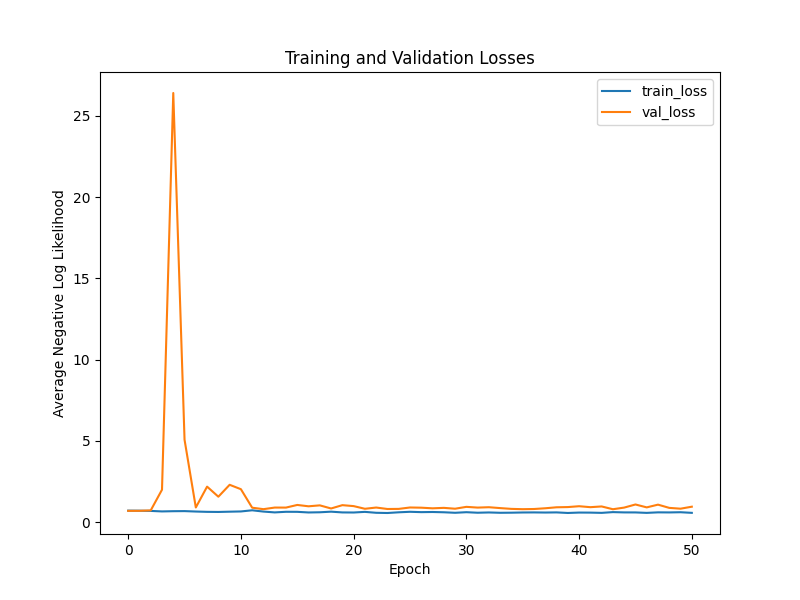 Training and Validation Losses
train_loss
val_loss
Average Negative Log Likelihood
25
20
15
10
5
0
0
10
20
30
40
50
Epoch